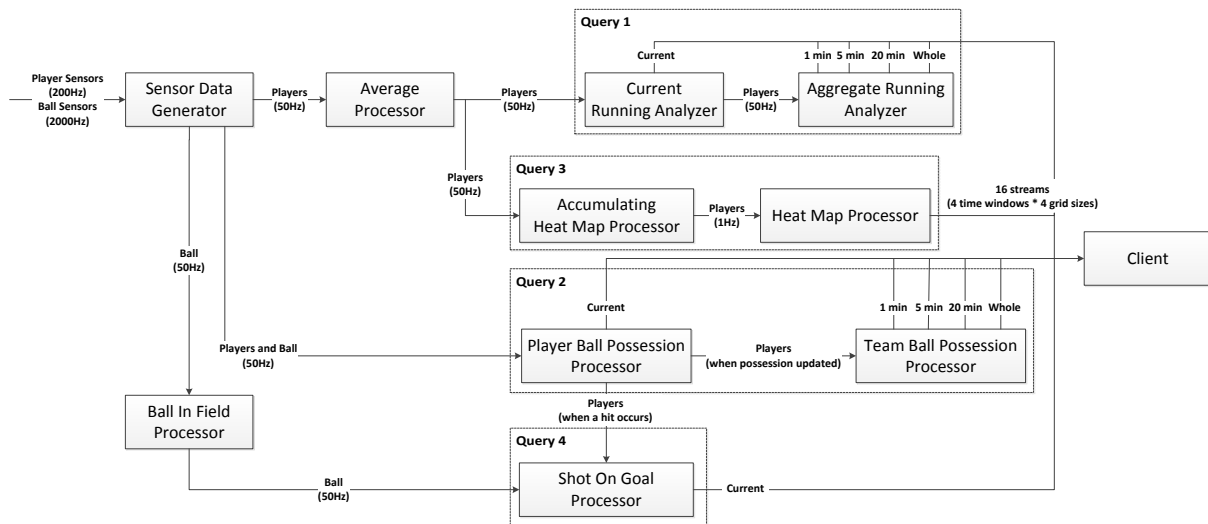 Query 1
Current
1 min
5 min
20 min
Whole
Player Sensors
(200Hz)
Ball Sensors
(2000Hz)
Sensor Data
Generator
Players
(50Hz)
Average
Processor
Players
(50Hz)
Current
Running Analyzer
Players
(50Hz)
Aggregate Running
Analyzer
Query 3
Players
(50Hz)
Accumulating
Heat Map Processor
Players
(1Hz)
Heat Map Processor
16 streams
(4 time windows * 4 grid sizes)
Ball
(50Hz)
Client
Query 2
Current
1 min
5 min
20 min
Whole
Players and Ball
(50Hz)
Player Ball Possession
Processor
Players
(when possession updated)
Team Ball Possession
Processor
Ball In Field
Processor
Players
(when a hit occurs)
Query 4
Ball
(50Hz)
Shot On Goal
Processor
Current